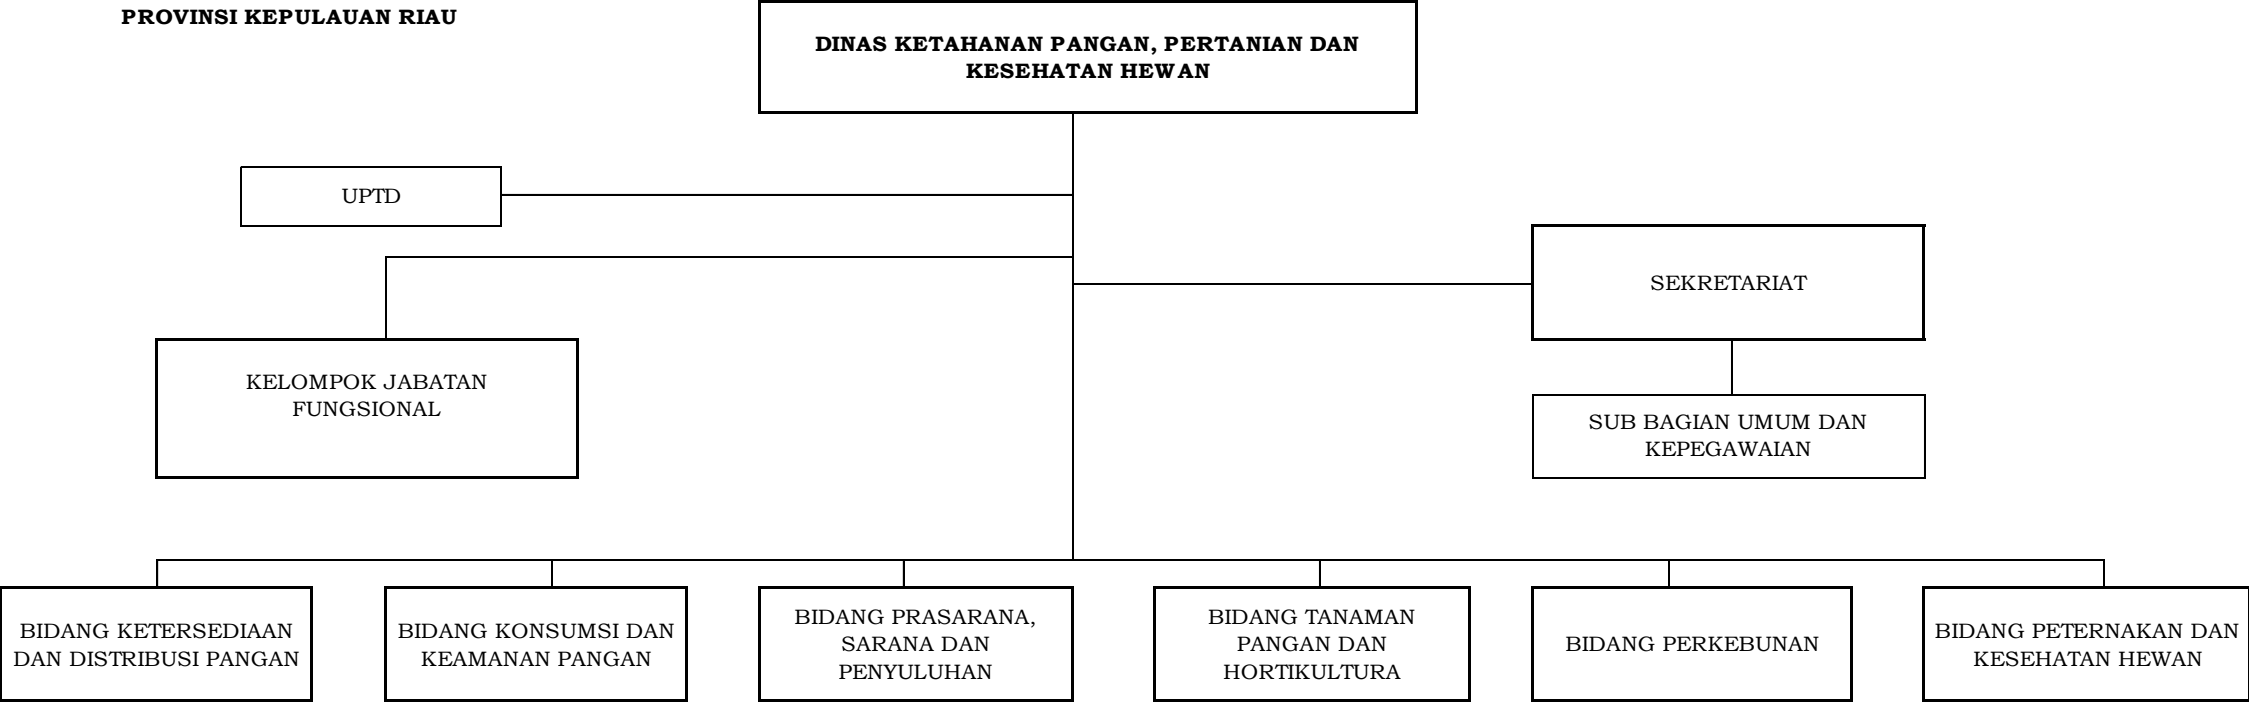 PROVINSI KEPULAUAN RIAU
DINAS KETAHANAN PANGAN, PERTANIAN DAN
KESEHATAN HEWAN
UPTD
SEKRETARIAT
KELOMPOK JABATAN
FUNGSIONAL
SUB BAGIAN UMUM DAN
KEPEGAWAIAN
BIDANG KETERSEDIAAN
DAN DISTRIBUSI PANGAN
BIDANG KONSUMSI DAN
KEAMANAN PANGAN
BIDANG PRASARANA,
SARANA DAN
PENYULUHAN
BIDANG TANAMAN
PANGAN DAN
HORTIKULTURA
BIDANG PERKEBUNAN
BIDANG PETERNAKAN DAN
KESEHATAN HEWAN